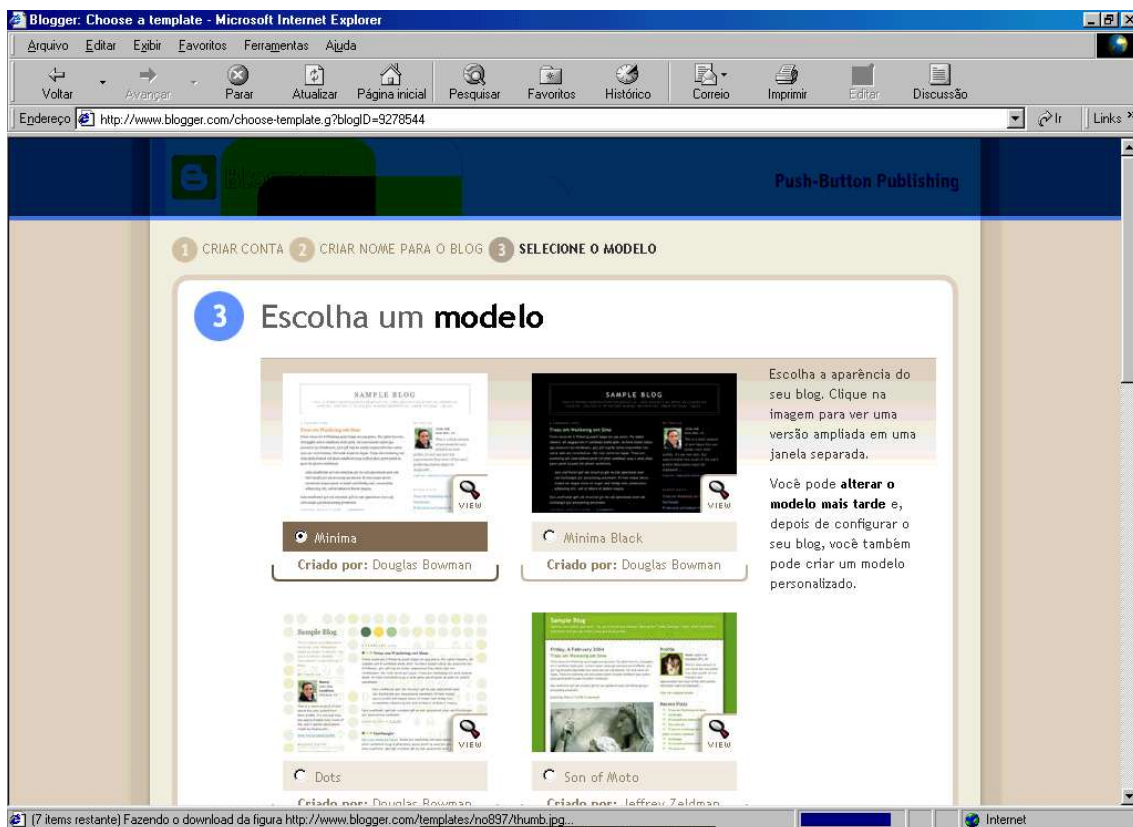 Blogger: Choose a template - Microsoft Internet Explorer
Arquivo Editar Exibir Favoritos Ferramentas Ajuda
Voltar Avançar Parar Atualizar Página inicial Pesquisar Favoritos Histórico Correio Imprimir Editar Discussão
Endereço http://www.blogger.com/choose-template.g?blogID=9278544 Ir Links
Push-Button Publishing
1 CRIAR CONTA 2 CRIAR NOME PARA O BLOG 3 SELECIONE O MODELO
3 Escolha um modelo
SAMPLE BLOG
VIEW
Minima
Criado por: Douglas Bowman
SAMPLE BLOG
VIEW
Minima Black
Criado por: Douglas Bowman
Escolha a aparência do
seu blog. Clique na
imagem para ver uma
versão ampliada em uma
janela separada.
Você pode alterar o
modelo mais tarde e,
depois de configurar o
seu blog, você também
pode criar um modelo
personalizado.
Sample Blog
VIEW
Dots
Criado por: Douglas Bowman
Sample Blog
Friday, 6 February 2004
Recent Posts
VIEW
Son of Moto
Criado por: Jeffrey Zeldman
(7 items restante) Fazendo o download da figura http://www.blogger.com/templates/no897/thumb.jpg... Internet